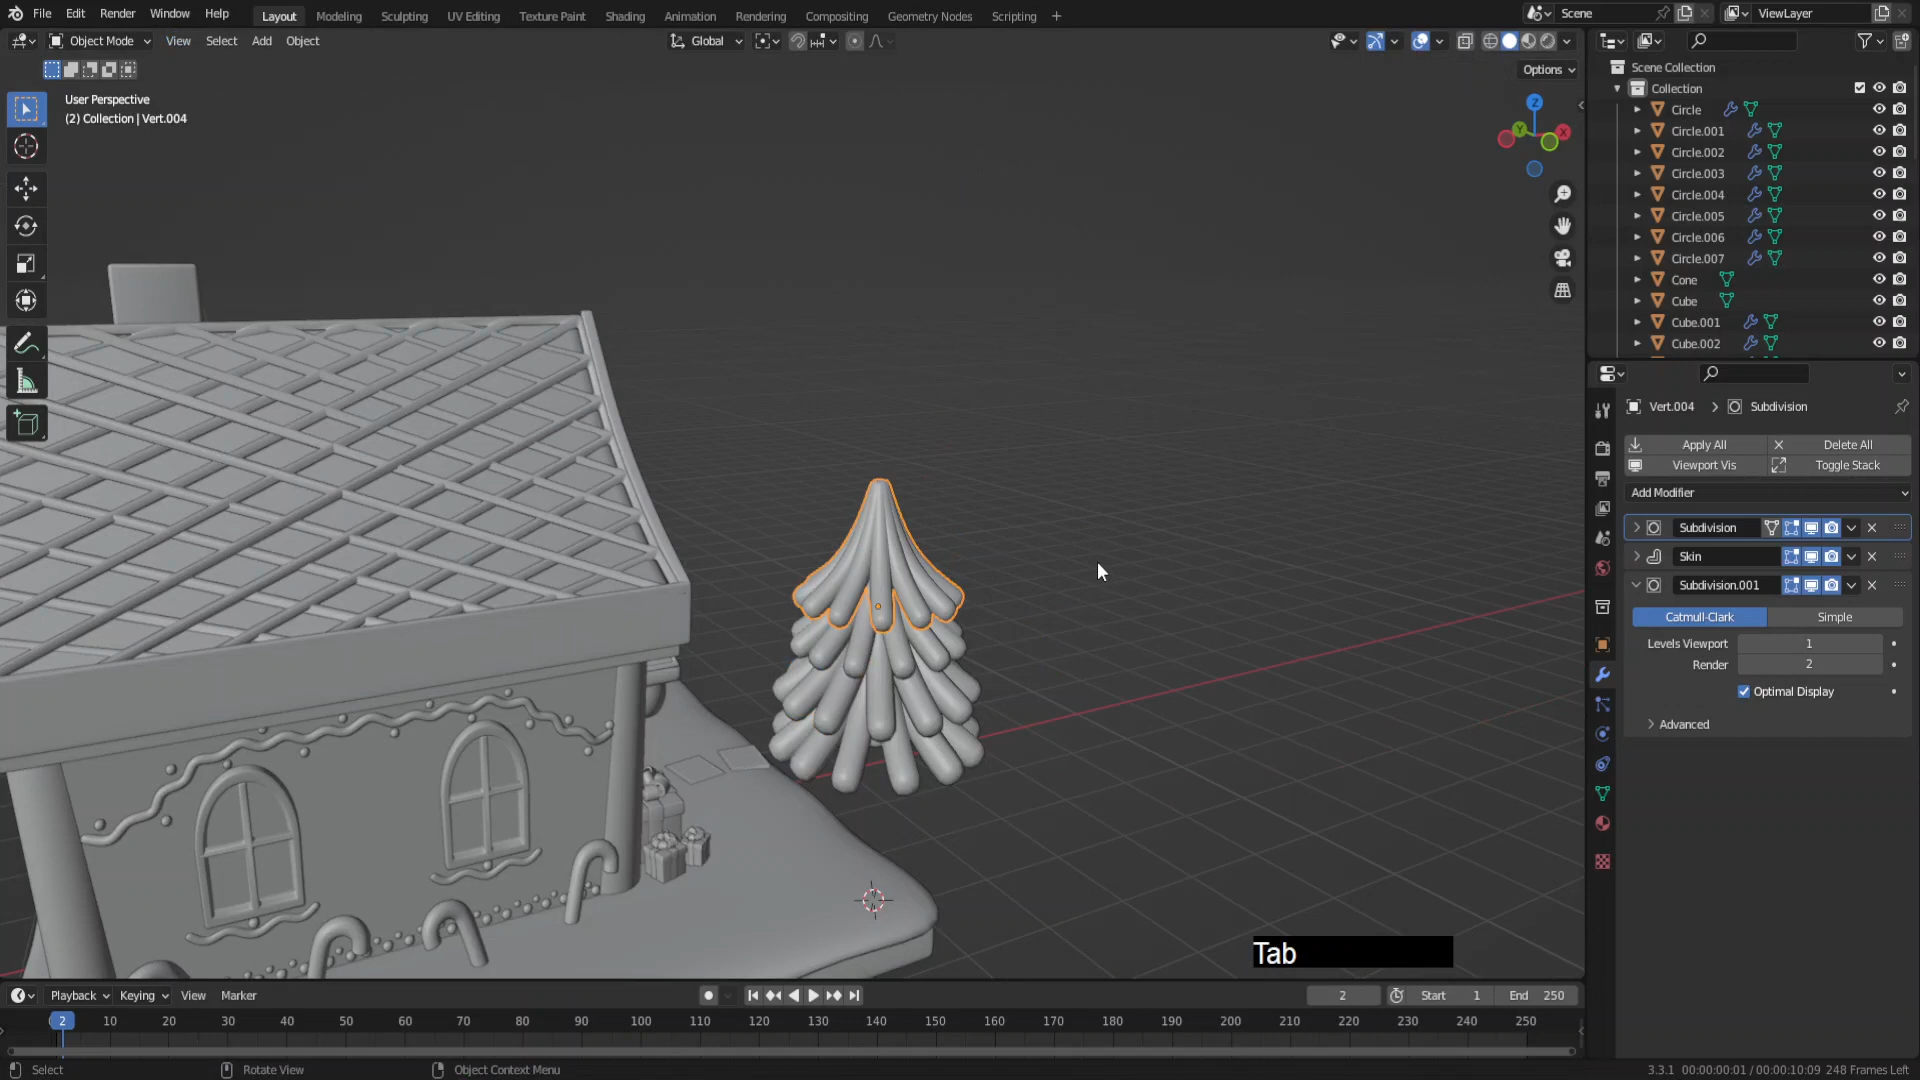 File Edit Render Window Help Layout Modeling Sculpting UV Editing Texture Paint Shading Animation Rendering Compositing Geometry Nodes Scripting + Scene ViewLayer
Object Mode View Select Add Object Global
Options
User Perspective
(2) Collection | Vert.004
Z
Y
X
Scene Collection
Collection
Circle
Circle.001
Circle.002
Circle.003
Circle.004
Circle.005
Circle.006
Circle.007
Cone
Cube
Cube.001
Cube.002
Vert.004 > Subdivision
Apply All Delete All
Viewport Vis Toggle Stack
Add Modifier
Subdivision
Skin
Subdivision.001
Catmull-Clark Simple
Levels Viewport 1
Render 2
Optimal Display
Advanced
Tab
Playback Keying View Marker 2 Start 1 End 250
2 10 20 30 40 50 60 70 80 90 100 110 120 130 140 150 160 170 180 190 200 210 220 230 240 250
Select Rotate View Object Context Menu 3.3.1 00:00:00:01 / 00:00:10:09 248 Frames Left